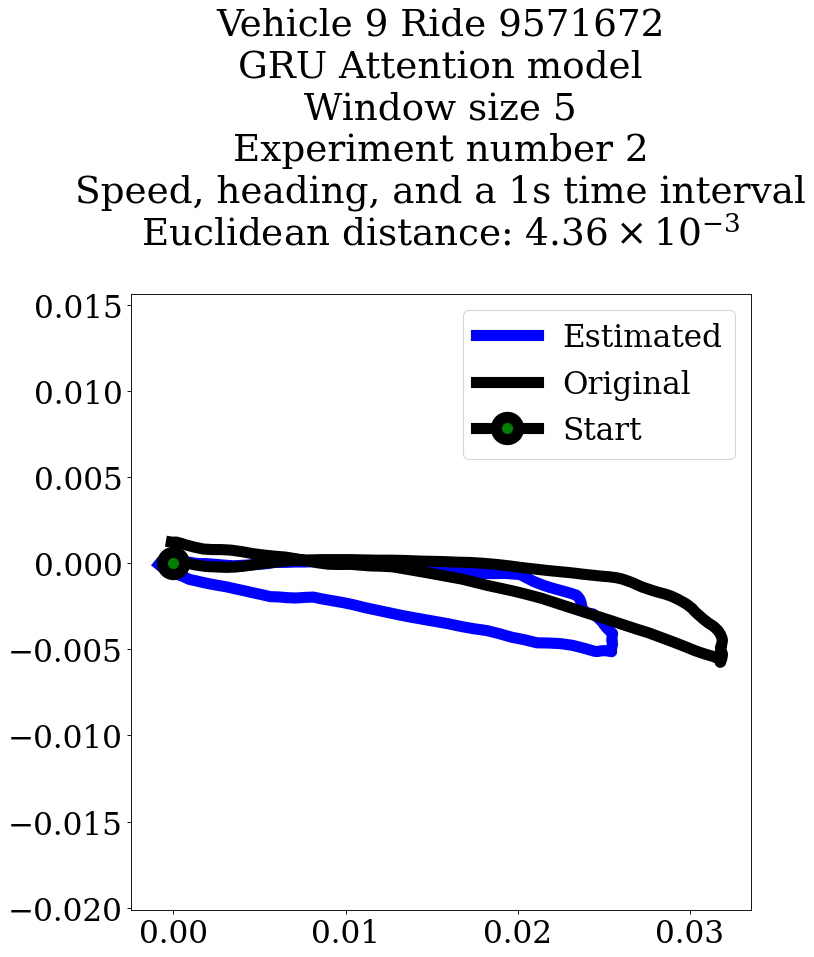 Vehicle 9 Ride 9571672
GRU Attention model
Window size 5
Experiment number 2
Speed, heading, and a 1s time interval
Euclidean distance: 4.36 × 10⁻³
0.015
Estimated
0.010
Original
Start
0.005
0.000
−0.005
−0.010
−0.015
−0.020
0.00 0.01 0.02 0.03